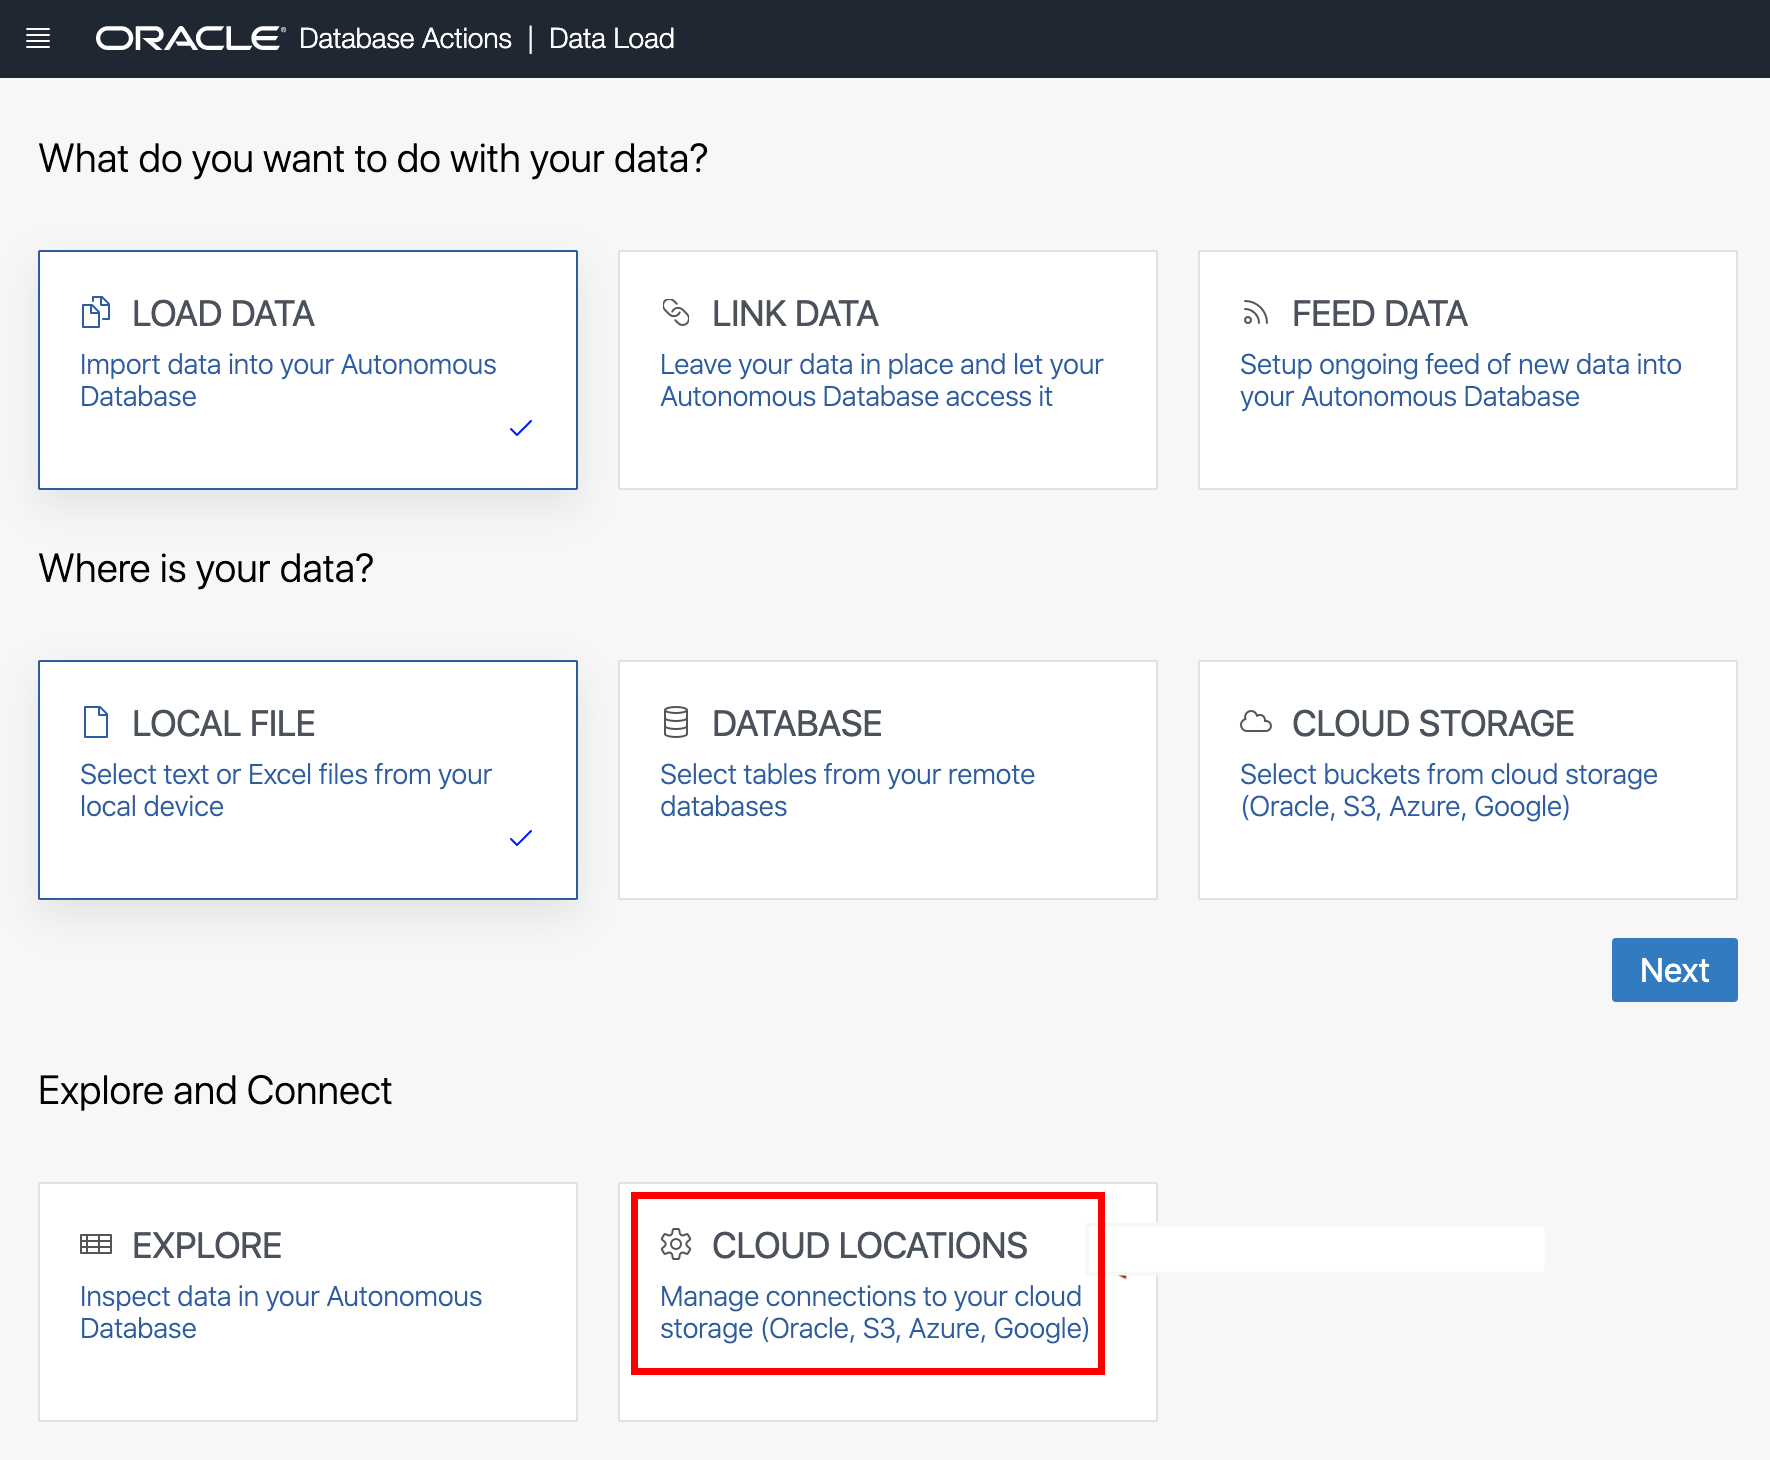 ORACLE® Database Actions | Data Load
What do you want to do with your data?
LOAD DATA
Import data into your Autonomous
Database
LINK DATA
Leave your data in place and let your
Autonomous Database access it
FEED DATA
Setup ongoing feed of new data into
your Autonomous Database
Where is your data?
LOCAL FILE
Select text or Excel files from your
local device
DATABASE
Select tables from your remote
databases
CLOUD STORAGE
Select buckets from cloud storage
(Oracle, S3, Azure, Google)
Next
Explore and Connect
EXPLORE
Inspect data in your Autonomous
Database
CLOUD LOCATIONS
Manage connections to your cloud
storage (Oracle, S3, Azure, Google)